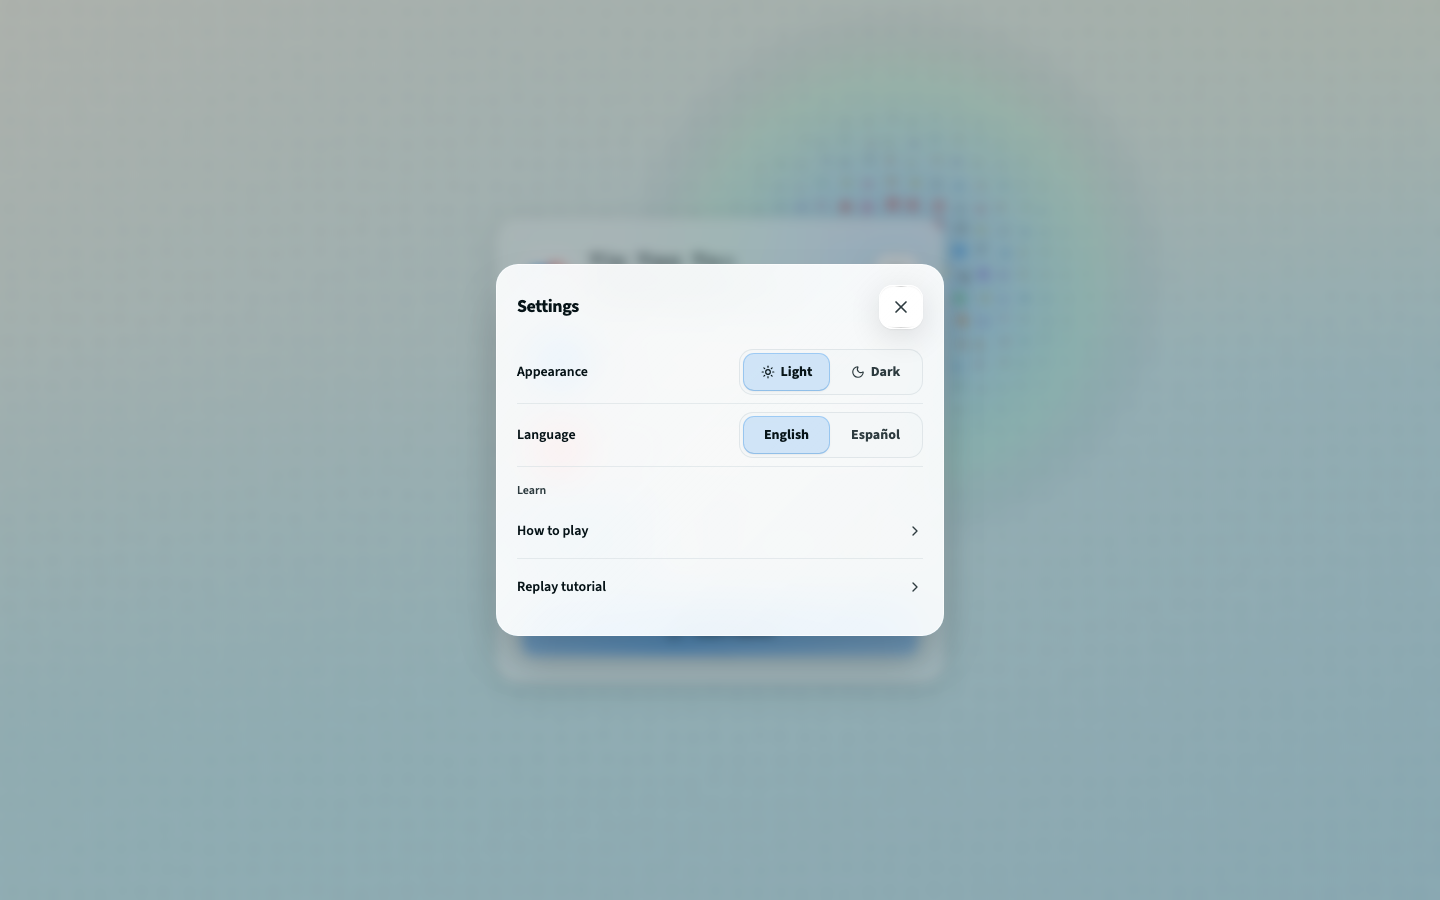 Settings
Appearance
Light
Dark
Language
English
Español
Learn
How to play
Replay tutorial